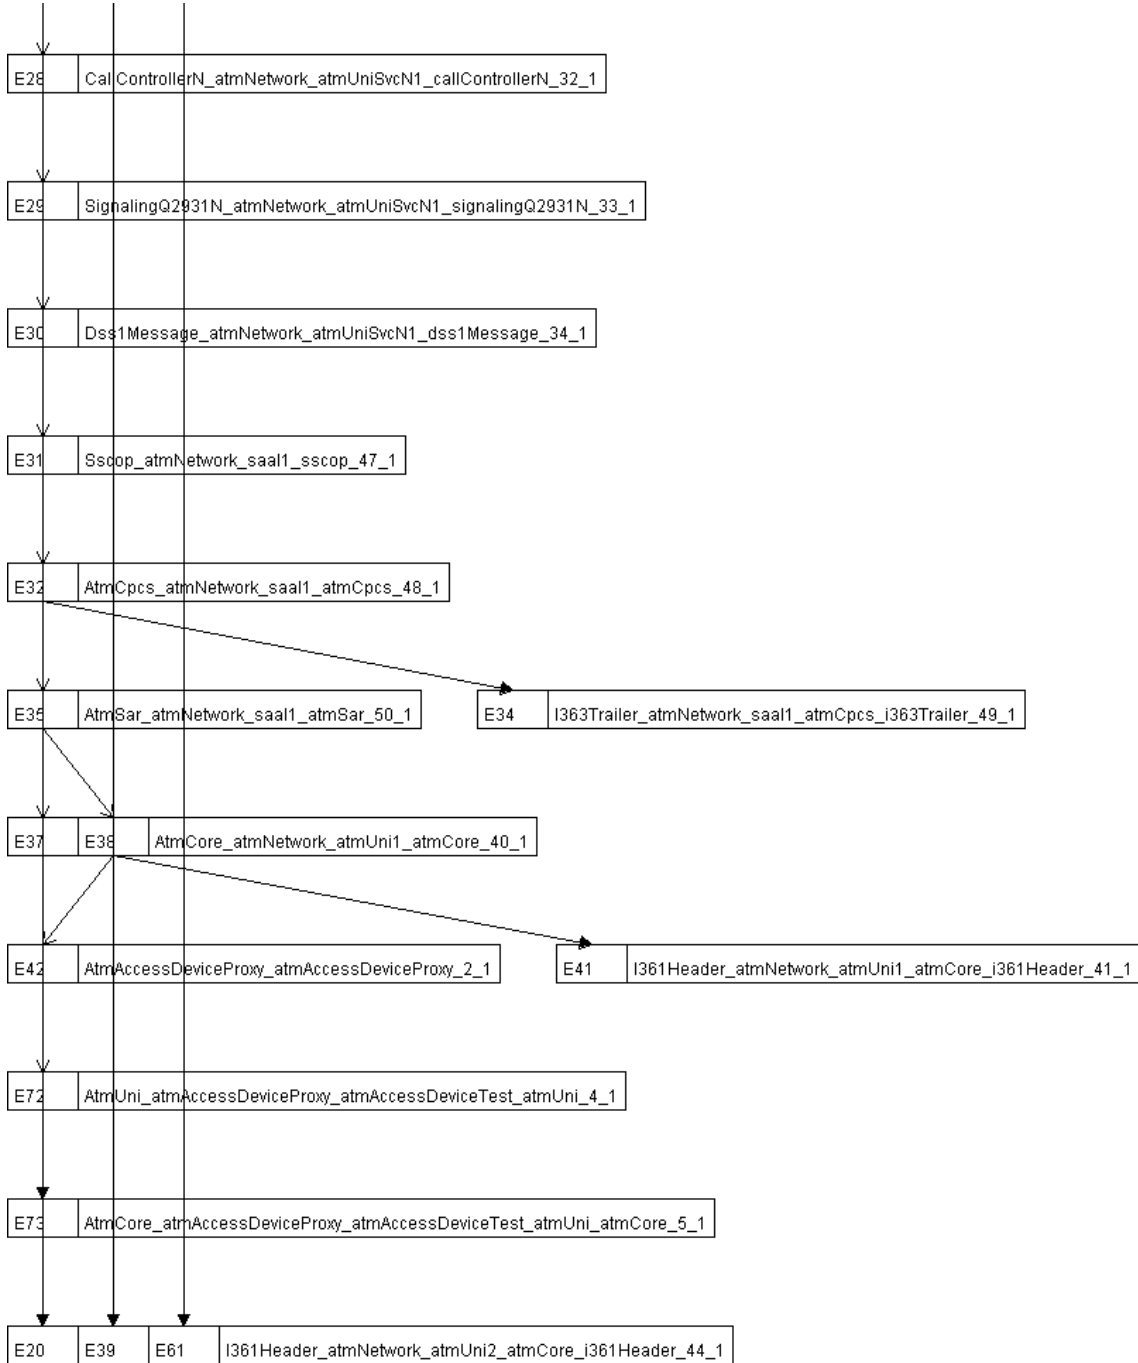 E28 CallControllerN_atmNetwork_atmUniSvcN1_callControllerN_32_1
E29 SignalingQ2931N_atmNetwork_atmUniSvcN1_signalingQ2931N_33_1
E30 Dss1Message_atmNetwork_atmUniSvcN1_dss1Message_34_1
E31 Sscop_atmNetwork_saal1_sscop_47_1
E32 AtmCpcs_atmNetwork_saal1_atmCpcs_48_1
E35 AtmSar_atmNetwork_saal1_atmSar_50_1 E34 I363Trailer_atmNetwork_saal1_atmCpcs_i363Trailer_49_1
E37 E38 AtmCore_atmNetwork_atmUni1_atmCore_40_1
E42 AtmAccessDeviceProxy_atmAccessDeviceProxy_2_1 E41 I361Header_atmNetwork_atmUni1_atmCore_i361Header_41_1
E72 AtmUni_atmAccessDeviceProxy_atmAccessDeviceTest_atmUni_4_1
E73 AtmCore_atmAccessDeviceProxy_atmAccessDeviceTest_atmUni_atmCore_5_1
E20 E39 E61 I361Header_atmNetwork_atmUni2_atmCore_i361Header_44_1